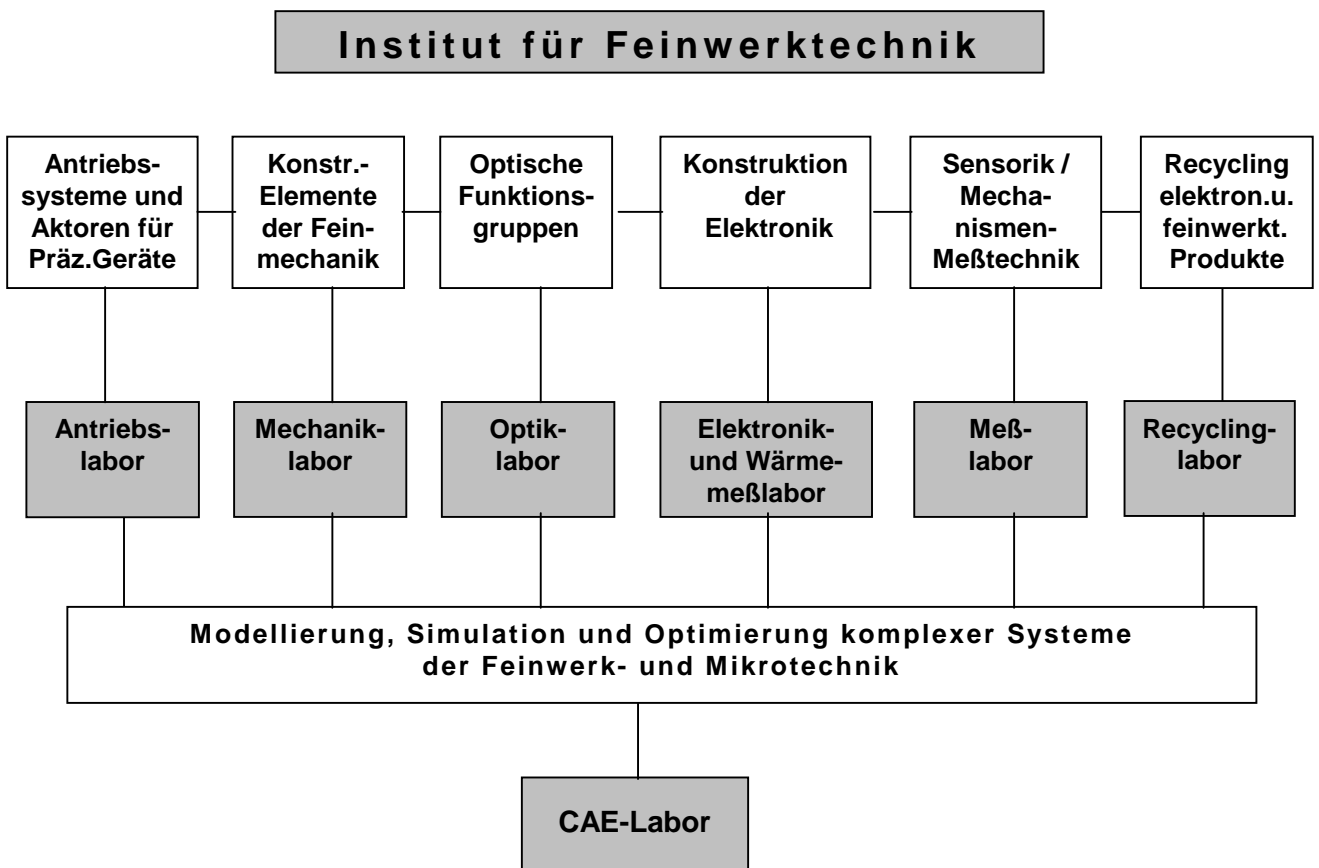 Institut für Feinwerktechnik
Antriebs-
systeme und
Aktoren für
Präz.Geräte
Konstr.-
Elemente
der Fein-
mechanik
Optische
Funktions-
gruppen
Konstruktion
der
Elektronik
Sensorik /
Mecha-
nismen-
Meßtechnik
Recycling
elektron.u.
feinwerkt.
Produkte
Antriebs-
labor
Mechanik-
labor
Optik-
labor
Elektronik-
und Wärme-
meßlabor
Meß-
labor
Recycling-
labor
Modellierung, Simulation und Optimierung komplexer Systeme
der Feinwerk- und Mikrotechnik
CAE-Labor